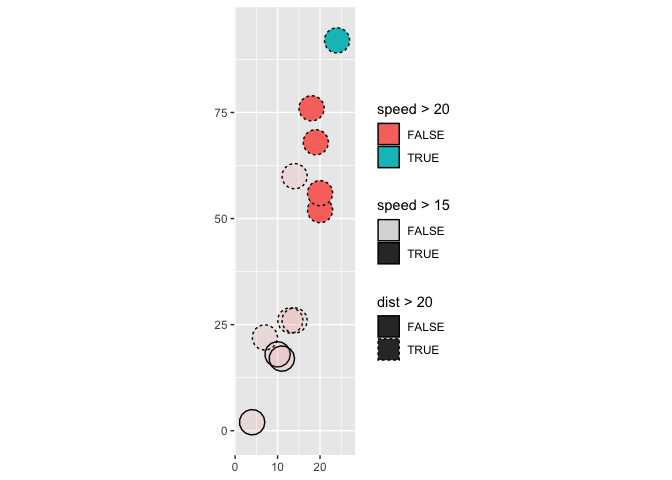 75
50
25
0
0 10 20
speed > 20
FALSE
TRUE
speed > 15
FALSE
TRUE
dist > 20
FALSE
TRUE